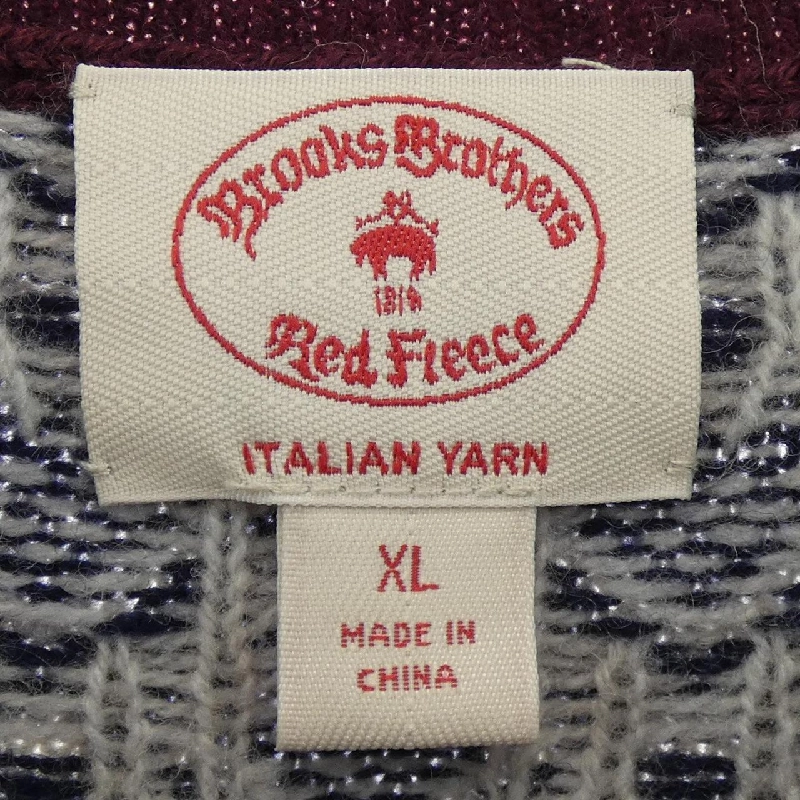 Brooks Brothers
1818
Red Fleece
ITALIAN YARN
XL
MADE IN
CHINA